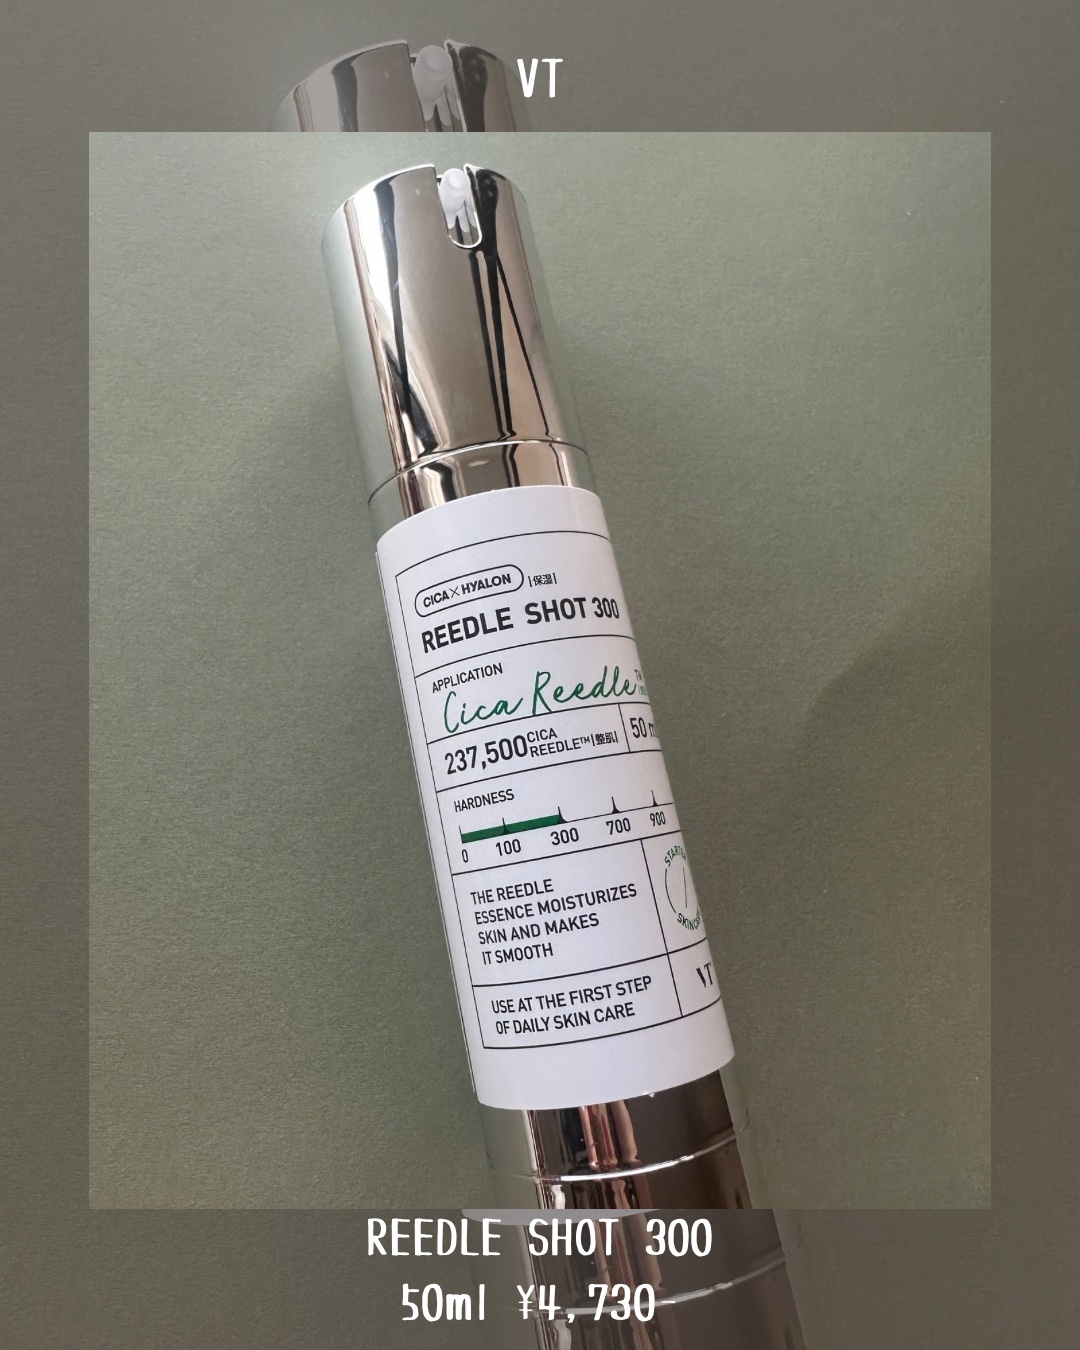 VT
CICA×HYALON |保湿|
REEDLE SHOT 300
APPLICATION
Cica Reedle™
237,500 CICA REEDLE™|整肌|
50
HARDNESS
0 100 300 700 900
THE REEDLE
ESSENCE MOISTURIZES
SKIN AND MAKES
IT SMOOTH
USE AT THE FIRST STEP
OF DAILY SKIN CARE
VT
REEDLE SHOT 300
50ml ¥4,730-